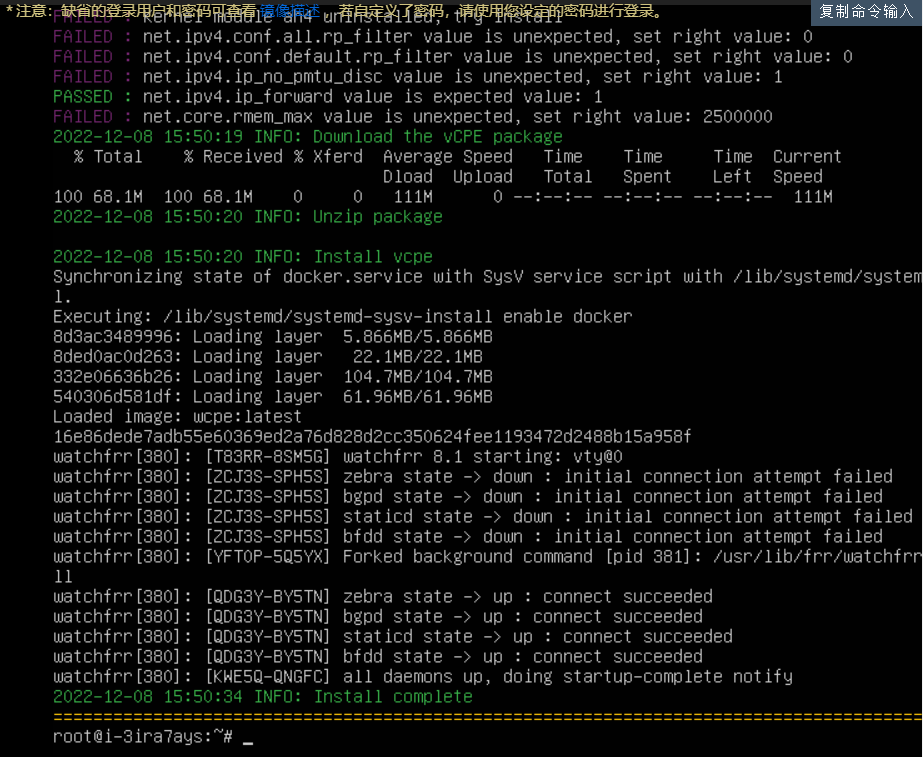 * 注意：缺省的登录用户和密码可查看 镜像描述 ，若自定义了密码，请使用您设定的密码进行登录。
复制命令输入
FAILED : Kernel module an4 uninstalled, try install
FAILED : net.ipv4.conf.all.rp_filter value is unexpected, set right value: 0
FAILED : net.ipv4.conf.default.rp_filter value is unexpected, set right value: 0
FAILED : net.ipv4.ip_no_pmtu_disc value is unexpected, set right value: 1
PASSED : net.ipv4.ip_forward value is expected value: 1
FAILED : net.core.rmem_max value is unexpected, set right value: 2500000
2022-12-08 15:50:19 INFO: Download the vCPE package
% Total % Received % Xferd Average Speed Time Time Time Current
Dload Upload Total Spent Left Speed
100 68.1M 100 68.1M 0 0 111M 0 --:--:-- --:--:-- --:--:-- 111M
2022-12-08 15:50:20 INFO: Unzip package
2022-12-08 15:50:20 INFO: Install vcpe
Synchronizing state of docker.service with SysV service script with /lib/systemd/system
l.
Executing: /lib/systemd/systemd-sysv-install enable docker
8d3ac3489996: Loading layer 5.866MB/5.866MB
8ded0ac0d263: Loading layer 22.1MB/22.1MB
332e06636b26: Loading layer 104.7MB/104.7MB
540306d581df: Loading layer 61.96MB/61.96MB
Loaded image: wcpe:latest
16e86dede7adb55e60369ed2a76d828d2cc350624fee1193472d2488b15a958f
watchfrr[380]: [T83RR-8SM5G] watchfrr 8.1 starting: vty@0
watchfrr[380]: [ZCJ3S-SPH5S] zebra state -> down : initial connection attempt failed
watchfrr[380]: [ZCJ3S-SPH5S] bgpd state -> down : initial connection attempt failed
watchfrr[380]: [ZCJ3S-SPH5S] staticd state -> down : initial connection attempt failed
watchfrr[380]: [ZCJ3S-SPH5S] bfdd state -> down : initial connection attempt failed
watchfrr[380]: [YFT0P-5Q5YX] Forked background command [pid 381]: /usr/lib/frr/watchfrr
ll
watchfrr[380]: [QDG3Y-BY5TN] zebra state -> up : connect succeeded
watchfrr[380]: [QDG3Y-BY5TN] bgpd state -> up : connect succeeded
watchfrr[380]: [QDG3Y-BY5TN] staticd state -> up : connect succeeded
watchfrr[380]: [QDG3Y-BY5TN] bfdd state -> up : connect succeeded
watchfrr[380]: [KWE5Q-QNGFC] all daemons up, doing startup-complete notify
2022-12-08 15:50:34 INFO: Install complete
=======================================================================================
root@i-3ira7ays:~# _